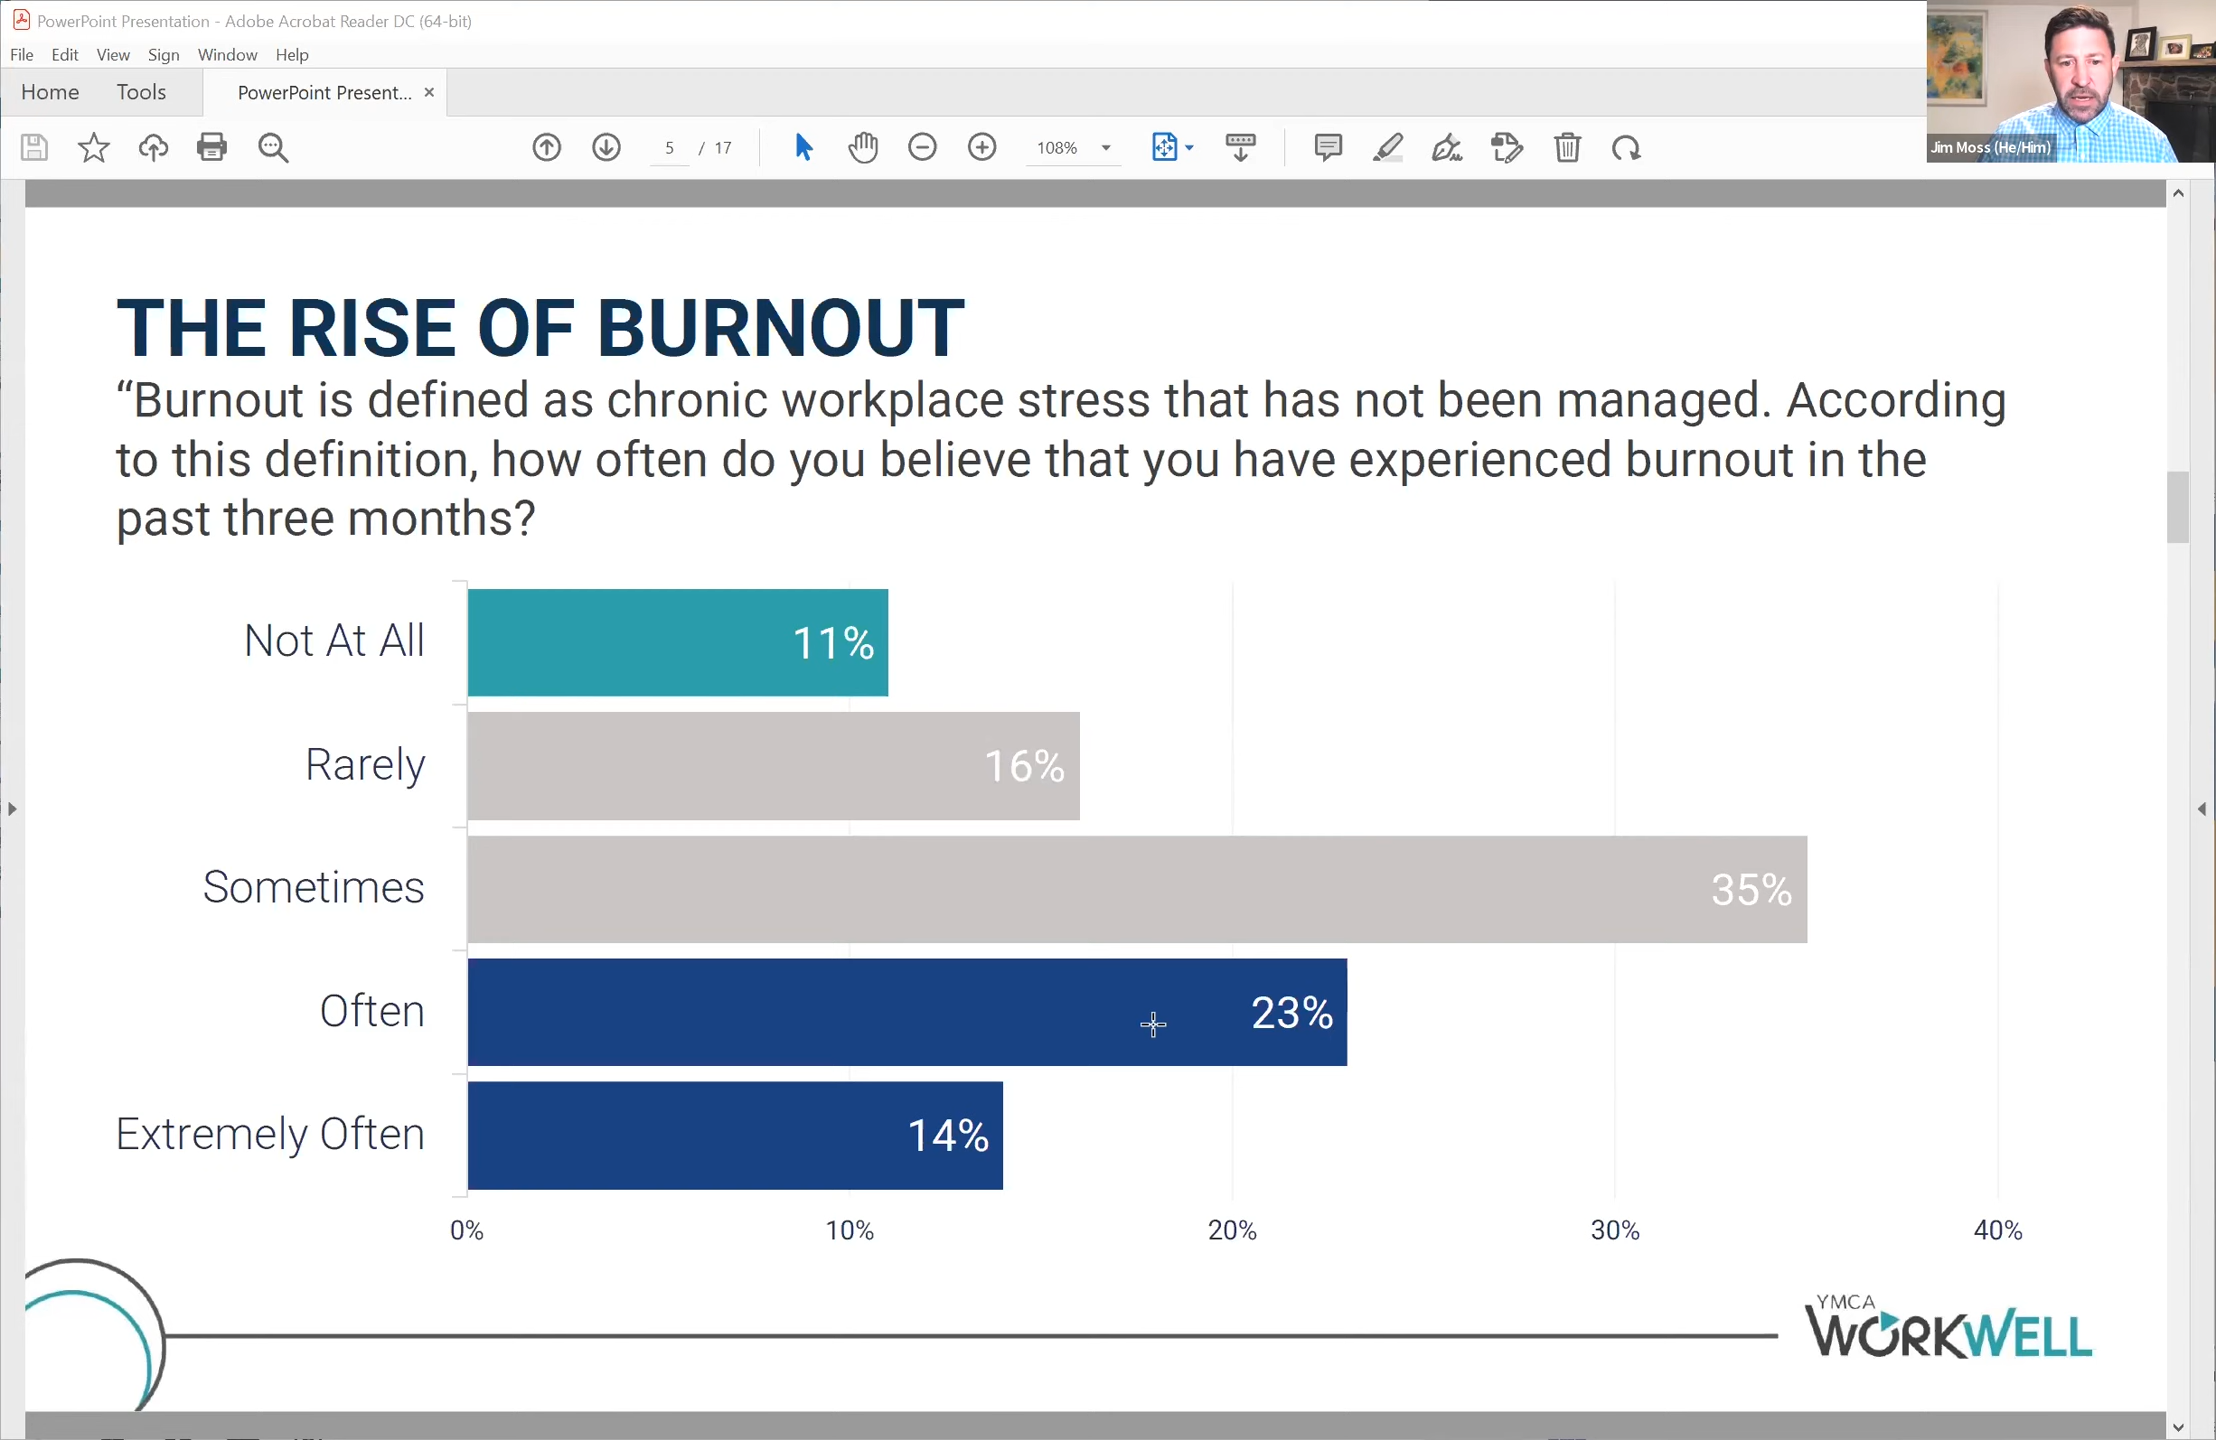 PowerPoint Presentation - Adobe Acrobat Reader DC (64-bit)
File Edit View Sign Window Help
Home Tools PowerPoint Present... ×
5 / 17 108%
Jim Moss (He/Him)
THE RISE OF BURNOUT
“Burnout is defined as chronic workplace stress that has not been managed. According
to this definition, how often do you believe that you have experienced burnout in the
past three months?
Not At All 11%
Rarely 16%
Sometimes 35%
Often 23%
Extremely Often 14%
0% 10% 20% 30% 40%
YMCA
WORKWELL